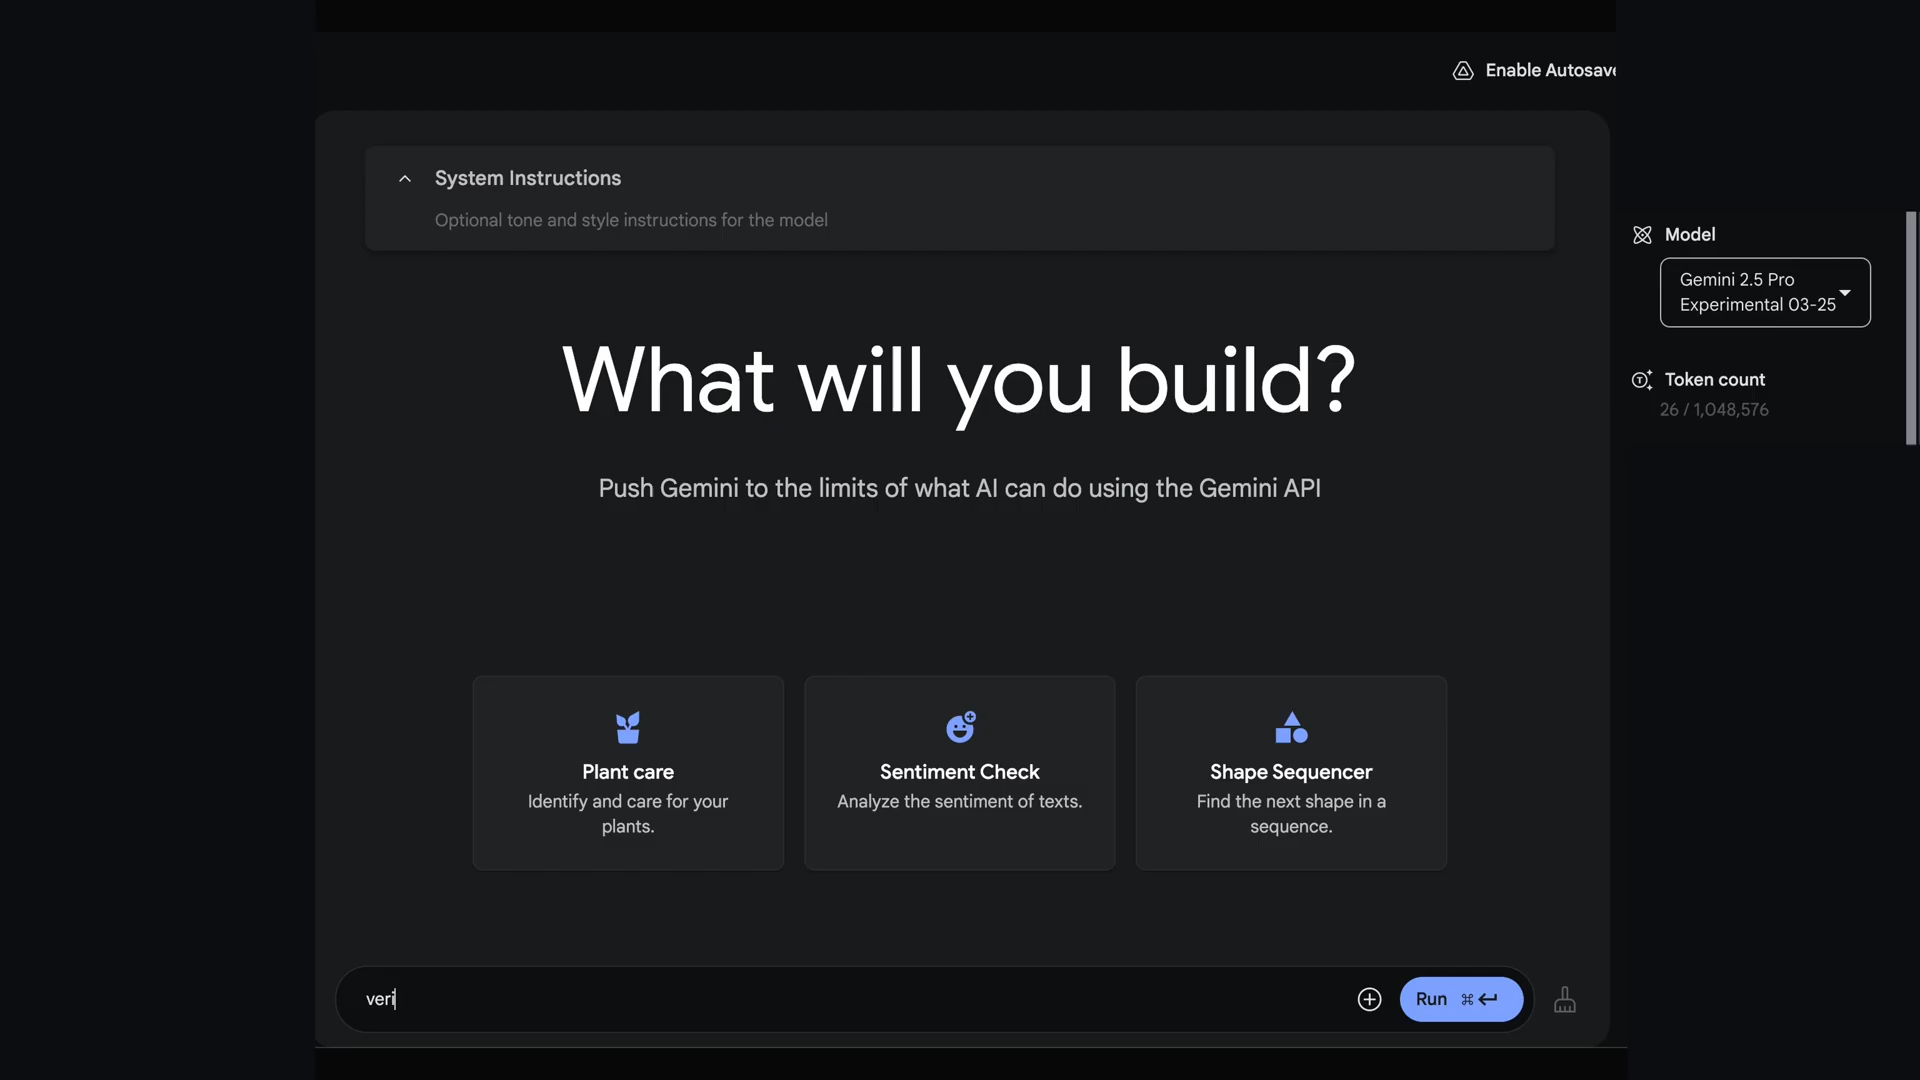 Enable Autosave
System Instructions
Optional tone and style instructions for the model
Model
Gemini 2.5 Pro
Experimental 03-25
Token count
26 / 1,048,576
What will you build?
Push Gemini to the limits of what AI can do using the Gemini API
Plant care
Identify and care for your
plants.
Sentiment Check
Analyze the sentiment of texts.
Shape Sequencer
Find the next shape in a
sequence.
veri
Run ⌘↵